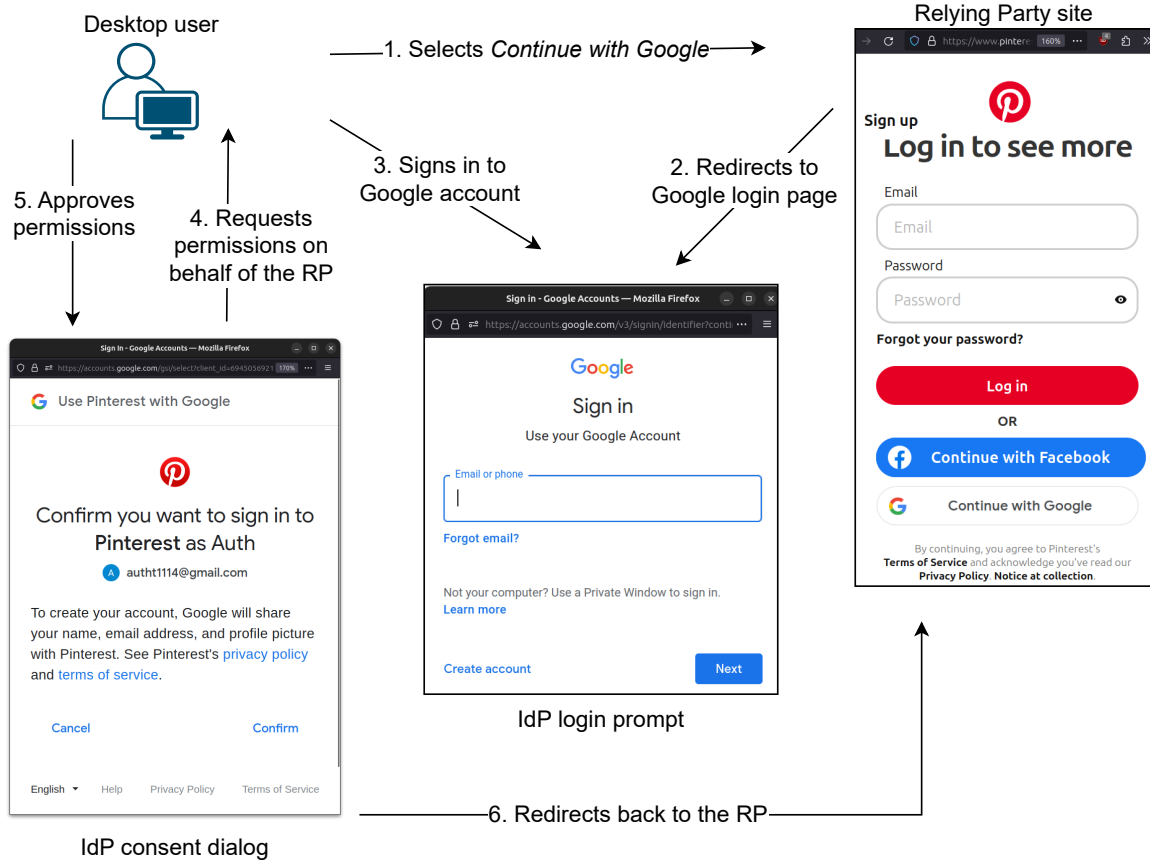 Desktop user
Relying Party site
1. Selects Continue with Google
https://www.pintere 160%
Sign up
Log in to see more
Email
Email
Password
Password
Forgot your password?
Log in
OR
Continue with Facebook
Continue with Google
By continuing, you agree to Pinterest's
Terms of Service and acknowledge you've read our
Privacy Policy. Notice at collection.
2. Redirects to
Google login page
3. Signs in to
Google account
4. Requests
permissions on
behalf of the RP
5. Approves
permissions
Sign in - Google Accounts — Mozilla Firefox
https://accounts.google.com/v3/signin/identifier?conti
Google
Sign in
Use your Google Account
Email or phone
Forgot email?
Not your computer? Use a Private Window to sign in.
Learn more
Create account
Next
IdP login prompt
Sign In - Google Accounts — Mozilla Firefox
https://accounts.google.com/gsi/select?client_id=6945056921 170%
Use Pinterest with Google
Confirm you want to sign in to
Pinterest as Auth
A autht1114@gmail.com
To create your account, Google will share
your name, email address, and profile picture
with Pinterest. See Pinterest's privacy policy
and terms of service.
Cancel
Confirm
English Help Privacy Policy Terms of Service
IdP consent dialog
6. Redirects back to the RP